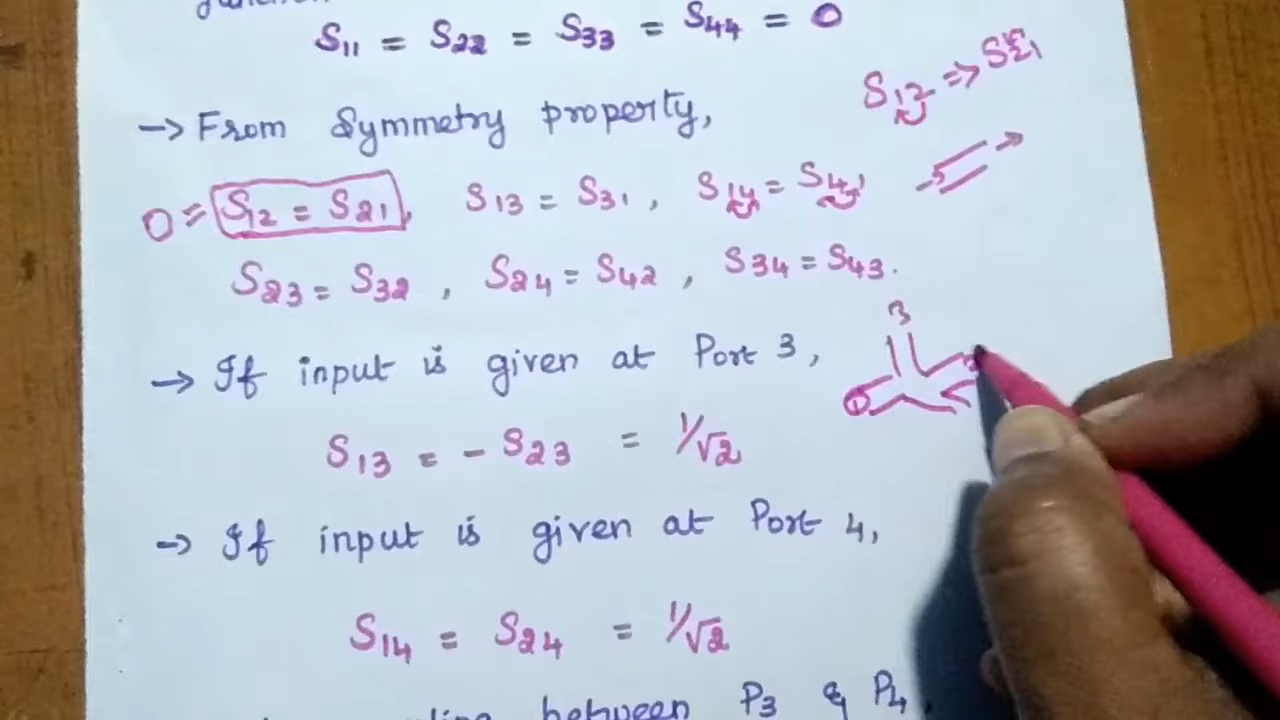 S11 = S22 = S33 = S44 = 0
→ From Symmetry property,
S12 ⇒ S21
0 = S12 = S21, S13 = S31, S14 = S41
S23 = S32, S24 = S42, S34 = S43.
3
→ If input is given at Port 3,
1
S13 = - S23 = 1/√2
→ If input is given at Port 4,
S14 = S24 = 1/√2
between P3 & P4.